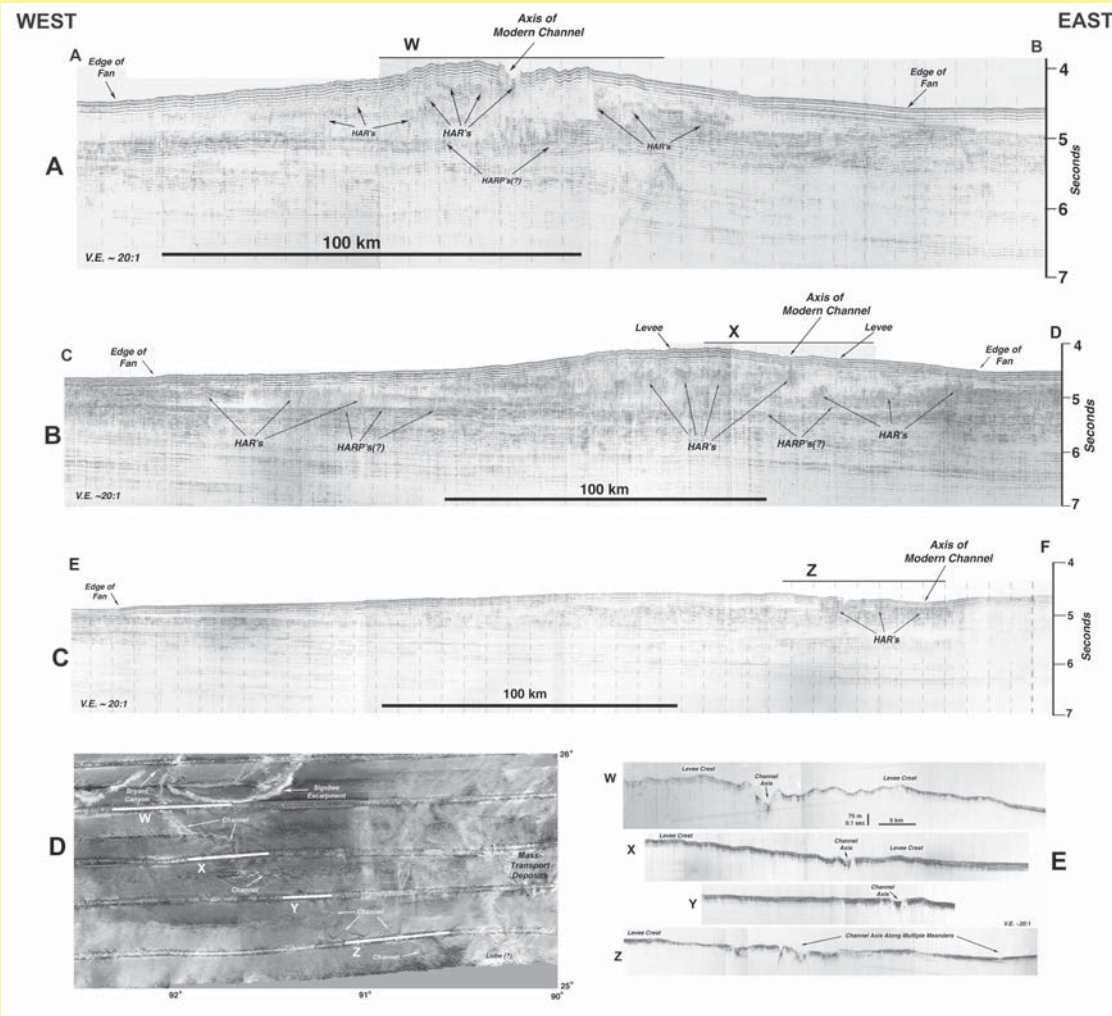 WEST
EAST
Axis of
Modern Channel
A
W
B
Edge of
Fan
Edge of
Fan
4
HAR's
HAR's
HAR's
5
A
HARP's(?)
Seconds
6
100 km
V.E. ~ 20:1
7
Axis of
Modern Channel
C
Levee
X
Levee
D
Edge of
Fan
Edge of
Fan
4
5
B
HAR's
HARP's(?)
HAR's
HARP's(?)
HAR's
Seconds
6
100 km
V.E. ~20:1
7
Axis of
Modern Channel
E
Z
F
4
Edge of
Fan
5
HAR's
C
Seconds
6
100 km
V.E. ~ 20:1
7
26°
Bryant
Canyon
Sigsbee
Escarpment
W
Channel
D
X
Mass-
Transport
Deposits
Channel
Y
Channel
Z
Channel
Lobe (?)
25°
92°
91°
90°
W
Levee Crest
Channel
Axis
Levee Crest
75 m
0.1 sec
5 km
X
Levee Crest
Channel
Axis
Levee Crest
E
Y
Channel
Axis
V.E. ~20:1
Z
Levee Crest
Channel Axis Along Multiple Meanders